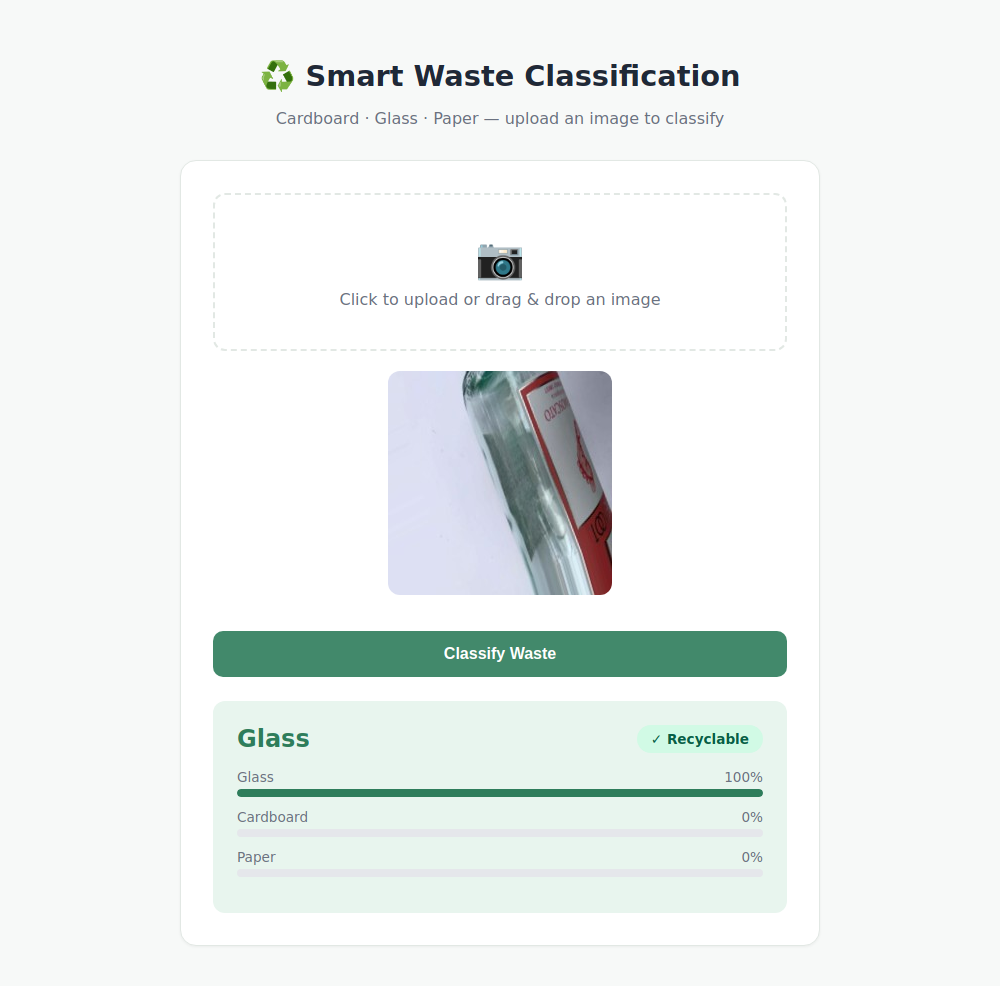 Smart Waste Classification
Cardboard · Glass · Paper — upload an image to classify
Click to upload or drag & drop an image
MOSCATO
Classify Waste
Glass
✓ Recyclable
Glass 100%
Cardboard 0%
Paper 0%